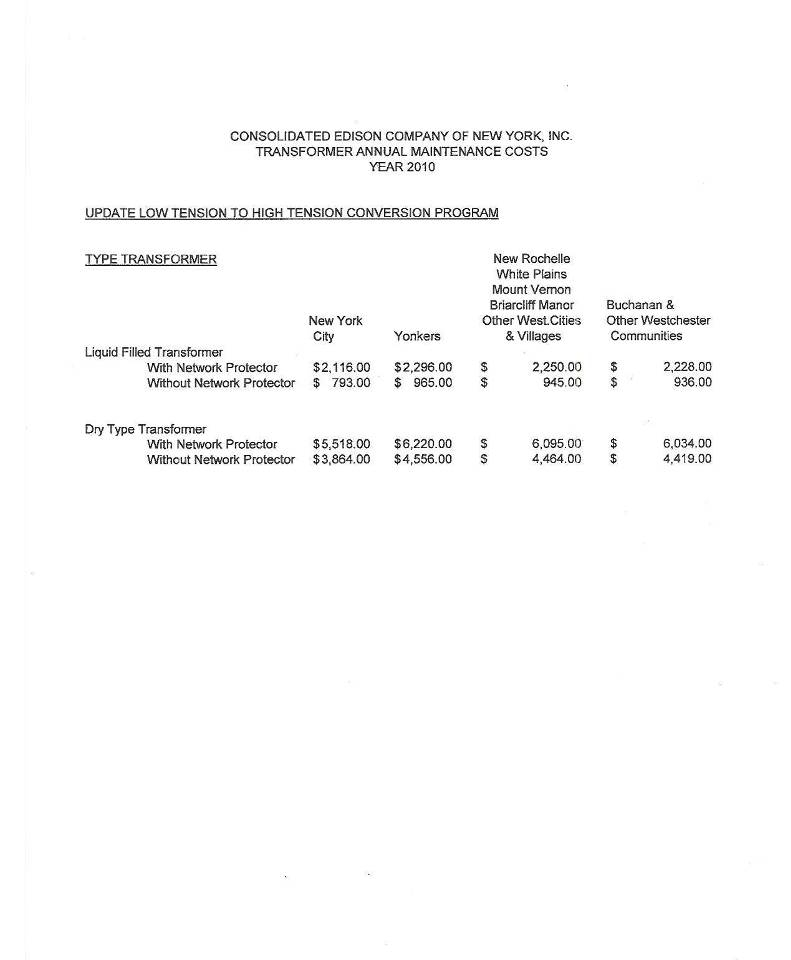 CONSOLIDATED EDISON COMPANY OF NEW YORK, INC.
TRANSFORMER ANNUAL MAINTENANCE COSTS
YEAR 2010
UPDATE LOW TENSION TO HIGH TENSION CONVERSION PROGRAM
TYPE TRANSFORMER New Rochelle
White Plains
Mount Vernon
Briarcliff Manor Buchanan &
New York Other West.Cities Other Westchester
City Yonkers & Villages Communities
Liquid Filled Transformer
With Network Protector $2,116.00 $2,296.00 $ 2,250.00 $ 2,228.00
Without Network Protector $ 793.00 $ 965.00 $ 945.00 $ 936.00
Dry Type Transformer
With Network Protector $5,518.00 $6,220.00 $ 6,095.00 $ 6,034.00
Without Network Protector $3,864.00 $4,556.00 $ 4,464.00 $ 4,419.00